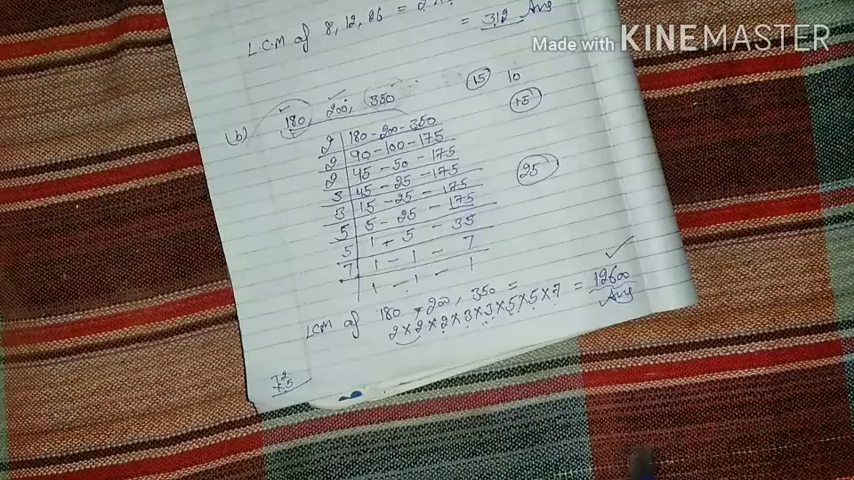 L.C.M of 8, 12, 26 =
= 312 Ans
Made with KINEMASTER
(b) 180, 200, 350
15 10
15
25
2 | 180 - 200 - 350
2 | 90 - 100 - 175
2 | 45 - 50 - 175
3 | 45 - 25 - 175
3 | 15 - 25 - 175
5 | 5 - 25 - 175
5 | 1 - 5 - 35
7 | 1 - 1 - 7
1 - 1 - 1
LCM of 180, 200, 350 =
2×2×2×3×3×5×5×7 = 12600
Ans
72
×5